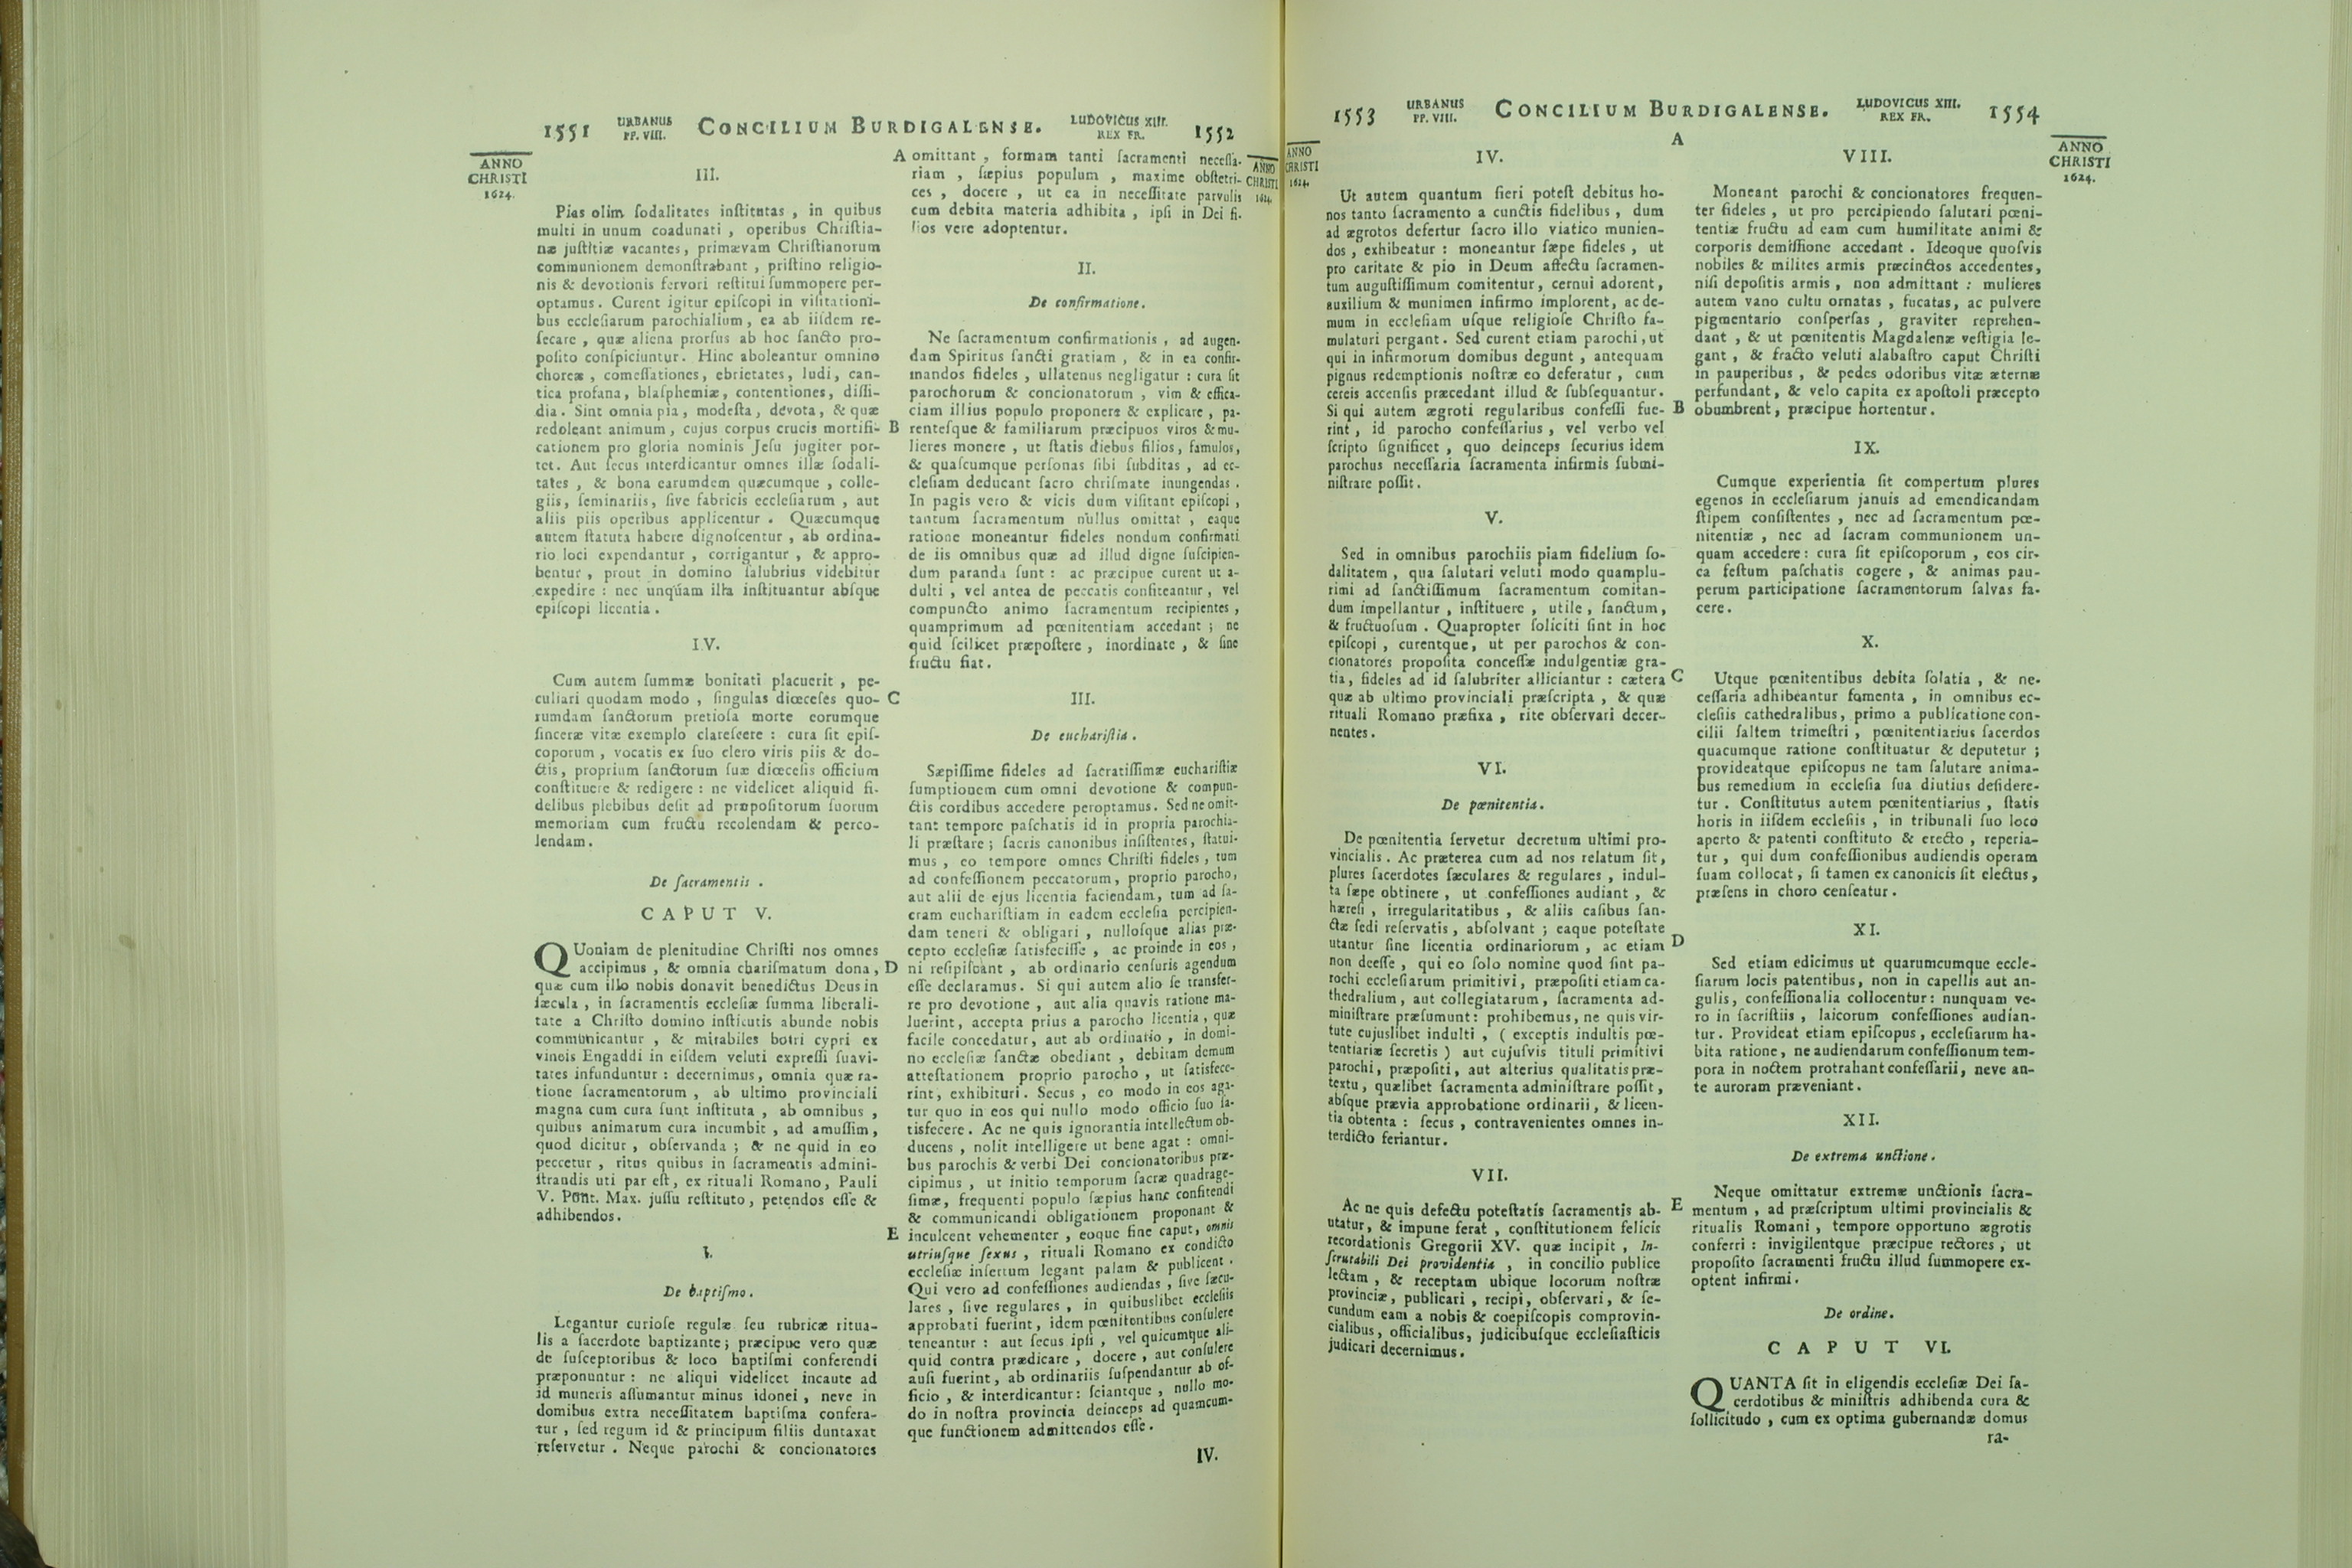 1551 URBANUS PP. VIII. CONCILIUM BURDIGALENSE. LUDOVICUS XIII. REX FR. 1552
ANNO
CHRISTI
1624.
III.
Pias olim ſodalitates inſtitutas , in quibus
multi in unum coadunati , operibus Chriſtia-
næ juſtitiæ vacantes, primævam Chriſtianorum
communionem demonſtrabant , priſtino religio-
nis & devotionis fervori reſtitui ſummopere per-
optamus. Curent igitur epiſcopi in viſitationi-
bus eccleſiarum parochialium, ea ab iiſdem re-
ſecare , quæ aliena prorſus ab hoc ſancto pro-
poſito conſpiciuntur. Hinc aboleantur omnino
choreæ , comeſſationes, ebrietates, ludi, can-
tica profana, blaſphemiæ, contentiones, diſſi-
dia. Sint omnia pia, modeſta, devota, & quæ
redoleant animum, cujus corpus crucis mortifi-
cationem pro gloria nominis Jeſu jugiter por-
tet. Aut ſecus interdicantur omnes illæ ſodali-
tates , & bona earumdem quæcumque , colle-
giis, ſeminariis, ſive fabricis eccleſiarum , aut
aliis piis operibus applicentur . Quæcumque
autem ſtatuta habere dignoſcentur , ab ordina-
rio loci expendantur , corrigantur , & appro-
bentur , prout in domino ſalubrius videbitur
expedire : nec unquam illa inſtituantur abſque
epiſcopi licentia .
IV.
Cum autem ſummæ bonitati placuerit , pe-
culiari quodam modo , ſingulas diœceſes quo-
rumdam ſanctorum pretioſa morte eorumque
ſinceræ vitæ exemplo clareſcere : cura ſit epiſ-
coporum , vocatis ex ſuo clero viris piis & do-
ctis, proprium ſanctorum ſuæ diœceſis officium
conſtituere & redigere : ne videlicet aliquid fi-
delibus plebibus deſit ad propoſitorum ſuorum
memoriam cum fructu recolendam & perco-
lendam.
De ſacramentis .
CAPUT V.
QUoniam de plenitudine Chriſti nos omnes
accipimus , & omnia chariſmatum dona,
quæ cum illo nobis donavit benedictus Deus in
ſæcula , in ſacramentis eccleſiæ ſumma liberali-
tate a Chriſto domino inſtitutis abunde nobis
communicantur , & mirabiles botri cypri ex
vineis Engaddi in eiſdem veluti expreſſi ſuavi-
tates infunduntur : decernimus, omnia quæ ra-
tione ſacramentorum , ab ultimo provinciali
magna cum cura ſunt inſtituta , ab omnibus ,
quibus animarum cura incumbit , ad amuſſim,
quod dicitur , obſervanda ; & ne quid in eo
peccetur , ritus quibus in ſacramentis admini-
ſtrandis uti par eſt, ex rituali Romano, Pauli
V. Pont. Max. juſſu reſtituto, petendos eſſe &
adhibendos.
I.
De baptiſmo.
Legantur curioſe regulæ ſeu rubricæ ritua-
lis a ſacerdote baptizante; præcipue vero quæ
de ſuſceptoribus & loco baptiſmi conferendi
præponuntur : ne aliqui videlicet incaute ad
id muneris aſſumantur minus idonei , neve in
domibus extra neceſſitatem baptiſma confera-
tur , ſed regum id & principum filiis duntaxat
reſervetur . Neque parochi & concionatores
A
B
C
D
E
omittant , formam tanti ſacramenti neceſſa-
riam , ſæpius populum , maxime obſtetri-
ces , docere , ut ea in neceſſitate parvulis
cum debita materia adhibita , ipſi in Dei fi-
lios vere adoptentur.
ANNO
CHRISTI
1624.
II.
De confirmatione.
Ne ſacramentum confirmationis , ad augen-
dam Spiritus ſancti gratiam , & in ea confir-
mandos fideles , ullatenus negligatur : cura ſit
parochorum & concionatorum , vim & effica-
ciam illius populo proponere & explicare , pa-
renteſque & familiarum præcipuos viros & mu-
lieres monere , ut ſtatis diebus filios, famulos,
& quaſcumque perſonas ſibi ſubditas , ad ec-
cleſiam deducant ſacro chriſmate inungendas .
In pagis vero & vicis dum viſitant epiſcopi ,
tantum ſacramentum nullus omittat , eaque
ratione moneantur fideles nondum confirmati
de iis omnibus quæ ad illud digne ſuſcipien-
dum paranda ſunt : ac præcipue curent ut a-
dulti , vel antea de peccatis confiteantur , vel
compuncto animo ſacramentum recipientes ,
quamprimum ad pœnitentiam accedant ; ne
quid ſcilicet præpoſtere , inordinate , & ſine
fructu fiat.
III.
De euchariſtia.
Sæpiſſime fideles ad ſacratiſſimæ euchariſtiæ
ſumptionem cum omni devotione & compun-
ctis cordibus accedere peroptamus. Sed ne omit-
tant tempore paſchatis id in propria parochia-
li præſtare ; ſacris canonibus inſiſtentes, ſtatui-
mus , eo tempore omnes Chriſti fideles , tum
ad confeſſionem peccatorum, proprio parocho,
aut alii de ejus licentia faciendam, tum ad ſa-
cram euchariſtiam in eadem eccleſia percipien-
dam teneri & obligari , nulloſque alias præ-
cepto eccleſiæ ſatisfeciſſe , ac proinde in eos ,
ni reſipiſcant , ab ordinario cenſuris agendum
eſſe declaramus. Si qui autem alio ſe transfer-
re pro devotione , aut alia quavis ratione ma-
luerint, accepta prius a parocho licentia , quæ
facile concedatur, aut ab ordinario , in domi-
no eccleſiæ ſanctæ obediant , debitam demum
atteſtationem proprio parocho , ut ſatisfece-
rint, exhibituri. Secus , eo modo in eos aga-
tur quo in eos qui nullo modo officio ſuo ſa-
tisfecere. Ac ne quis ignorantia intellectum ob-
ducens , nolit intelligere ut bene agat : omni-
bus parochis & verbi Dei concionatoribus præ-
cipimus , ut initio temporum ſacræ quadrage-
ſimæ, frequenti populo ſæpius hanc confitendi
& communicandi obligationem proponant &
inculcent vehementer , eoque fine caput, omnis
utriuſque ſexus , rituali Romano ex condicto
eccleſiæ inſertum legant palam & publicent .
Qui vero ad confeſſiones audiendas , ſive ſæcu-
lares , ſive regulares , in quibuslibet eccleſiis
approbati fuerint, idem pœnitentibus conſulere
teneantur : aut ſecus ipſi , vel quicumque ali-
quid contra prædicare , docere , aut conſulere
auſi fuerint, ab ordinariis ſuſpendantur ab of-
ficio , & interdicantur: ſciantque , nullo mo-
do in noſtra provincia deinceps ad quamcum-
que functionem admittendos eſſe.
IV.
1553 URBANUS PP. VIII. CONCILIUM BURDIGALENSE. LUDOVICUS XIII. REX FR. 1554
ANNO
CHRISTI
1624.
IV.
Ut autem quantum fieri poteſt debitus ho-
nos tanto ſacramento a cunctis fidelibus , dum
ad ægrotos defertur ſacro illo viatico munien-
dos , exhibeatur : moneantur ſæpe fideles , ut
pro caritate & pio in Deum affectu ſacramen-
tum auguſtiſſimum comitentur, cernui adorent,
auxilium & munimen infirmo implorent, ac de-
mum in eccleſiam uſque religioſe Chriſto fa-
mulaturi pergant. Sed curent etiam parochi, ut
qui in infirmorum domibus degunt , antequam
pignus redemptionis noſtræ eo deferatur , cum
cereis accenſis præcedant illud & ſubſequantur.
Si qui autem ægroti regularibus confeſſi fue-
rint , id parocho confeſſarius , vel verbo vel
ſcripto ſignificet , quo deinceps ſecurius idem
parochus neceſſaria ſacramenta infirmis ſubmi-
niſtrare poſſit.
V.
Sed in omnibus parochiis piam fidelium ſo-
dalitatem , qua ſalutari veluti modo quamplu-
rimi ad ſanctiſſimum ſacramentum comitan-
dum impellantur , inſtituere , utile , ſanctum,
& fructuoſum . Quapropter ſoliciti ſint in hoc
epiſcopi , curentque, ut per parochos & con-
cionatores propoſita conceſſæ indulgentiæ gra-
tia, fideles ad id ſalubriter alliciantur : cætera
quæ ab ultimo provinciali præſcripta , & quæ
rituali Romano præfixa , rite obſervari decer-
nentes.
VI.
De pœnitentia.
De pœnitentia ſervetur decretum ultimi pro-
vincialis. Ac præterea cum ad nos relatum ſit,
plures ſacerdotes ſæculares & regulares , indul-
ta ſæpe obtinere , ut confeſſiones audiant , &
hæreſi , irregularitatibus , & aliis caſibus ſan-
ctæ ſedi reſervatis , abſolvant ; eaque poteſtate
utantur ſine licentia ordinariorum , ac etiam
non deeſſe , qui eo ſolo nomine quod ſint pa-
rochi eccleſiarum primitivi, præpoſiti etiam ca-
thedralium, aut collegiatarum, ſacramenta ad-
miniſtrare præſumunt: prohibemus, ne quis vir-
tute cujuslibet indulti , ( exceptis indultis pœ-
tentiariæ ſecretis ) aut cujuſvis tituli primitivi
parochi, præpoſiti, aut alterius qualitatis præ-
textu , quælibet ſacramenta adminiſtrare poſſit,
abſque prævia approbatione ordinarii, & licen-
tia obtenta : ſecus , contravenientes omnes in-
terdicto feriantur.
VII.
Ac ne quis defectu poteſtatis ſacramentis ab-
utatur, & impune ferat , conſtitutionem felicis
recordationis Gregorii XV. quæ incipit , In-
ſcrutabili Dei providentia , in concilio publice
lectam , & receptam ubique locorum noſtræ
provinciæ, publicari , recipi, obſervari, & ſe-
cundum eam a nobis & coepiſcopis comprovin-
cialibus, officialibus, judicibuſque eccleſiaſticis
judicari decernimus.
A
B
C
D
E
VIII.
Moneant parochi & concionatores frequen-
ter fideles , ut pro percipiendo ſalutari pœni-
tentiæ fructu ad eam cum humilitate animi &
corporis demiſſione accedant . Ideoque quoſvis
nobiles & milites armis præcinctos accedentes,
niſi depoſitis armis , non admittant : mulieres
autem vano cultu ornatas , fucatas, ac pulvere
pigmentario conſperſas , graviter reprehen-
dant , & ut pœnitentis Magdalenæ veſtigia le-
gant , & fracto veluti alabaſtro caput Chriſti
in pauperibus , & pedes odoribus vitæ æternæ
perfundant, & velo capita ex apoſtoli præcepto
obumbrent, præcipue hortentur.
ANNO
CHRISTI
1624.
IX.
Cumque experientia ſit compertum plures
egenos in eccleſiarum januis ad emendicandam
ſtipem conſiſtentes , nec ad ſacramentum pœ-
nitentiæ , nec ad ſacram communionem un-
quam accedere: cura ſit epiſcoporum , eos cir-
ca feſtum paſchatis cogere , & animas pau-
perum participatione ſacramentorum ſalvas fa-
cere.
X.
Utque pœnitentibus debita ſolatia , & ne-
ceſſaria adhibeantur fomenta , in omnibus ec-
cleſiis cathedralibus, primo a publicatione con-
cilii ſaltem trimeſtri , pœnitentiarius ſacerdos
quacumque ratione conſtituatur & deputetur ;
provideatque epiſcopus ne tam ſalutare anima-
bus remedium in eccleſia ſua diutius deſidere-
tur . Conſtitutus autem pœnitentiarius , ſtatis
horis in iiſdem eccleſiis , in tribunali ſuo loco
aperto & patenti conſtituto & erecto , reperia-
tur , qui dum confeſſionibus audiendis operam
ſuam collocat, ſi tamen ex canonicis ſit electus,
præſens in choro cenſeatur.
XI.
Sed etiam edicimus ut quarumcumque eccle-
ſiarum locis patentibus, non in capellis aut an-
gulis, confeſſionalia collocentur: nunquam ve-
ro in ſacriſtiis , laicorum confeſſiones audian-
tur. Provideat etiam epiſcopus , eccleſiarum ha-
bita ratione, ne audiendarum confeſſionum tem-
pora in noctem protrahant confeſſarii, neve an-
te auroram præveniant.
XII.
De extrema unctione.
Neque omittatur extremæ unctionis ſacra-
mentum , ad præſcriptum ultimi provincialis &
ritualis Romani , tempore opportuno ægrotis
conferri : invigilentque præcipue rectores , ut
propoſito ſacramenti fructu illud ſummopere ex-
optent infirmi.
De ordine.
CAPUT VI.
QUANTA ſit in eligendis eccleſiæ Dei ſa-
cerdotibus & miniſtris adhibenda cura &
ſollicitudo , cum ex optima gubernandæ domus
ra-